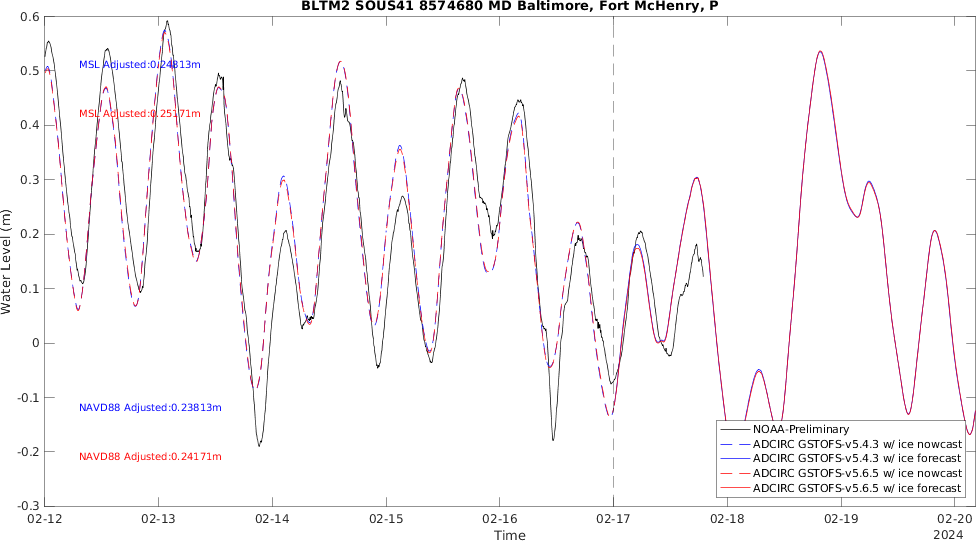 BLTM2 SOUS41 8574680 MD Baltimore, Fort McHenry, P
0.6
0.5
0.4
0.3
0.2
0.1
0
-0.1
-0.2
-0.3
Water Level (m)
MSL Adjusted:0.24813m
MSL Adjusted:0.25171m
NAVD88 Adjusted:0.23813m
NAVD88 Adjusted:0.24171m
NOAA-Preliminary
ADCIRC GSTOFS-v5.4.3 w/ ice nowcast
ADCIRC GSTOFS-v5.4.3 w/ ice forecast
ADCIRC GSTOFS-v5.6.5 w/ ice nowcast
ADCIRC GSTOFS-v5.6.5 w/ ice forecast
02-12 02-13 02-14 02-15 02-16 02-17 02-18 02-19 02-20
Time
2024